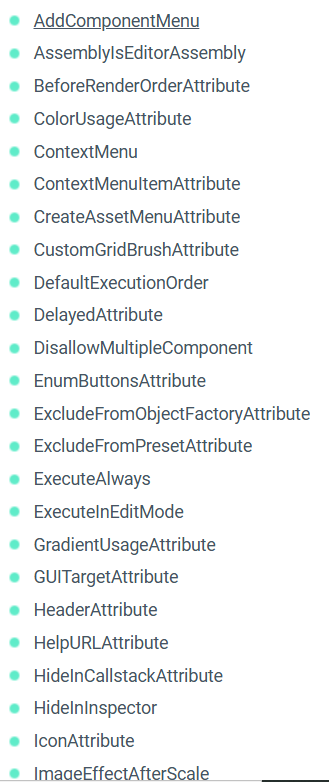 AddComponentMenu
AssemblyIsEditorAssembly
BeforeRenderOrderAttribute
ColorUsageAttribute
ContextMenu
ContextMenuItemAttribute
CreateAssetMenuAttribute
CustomGridBrushAttribute
DefaultExecutionOrder
DelayedAttribute
DisallowMultipleComponent
EnumButtonsAttribute
ExcludeFromObjectFactoryAttribute
ExcludeFromPresetAttribute
ExecuteAlways
ExecuteInEditMode
GradientUsageAttribute
GUITargetAttribute
HeaderAttribute
HelpURLAttribute
HideInCallstackAttribute
HideInInspector
IconAttribute
ImageEffectAfterScale